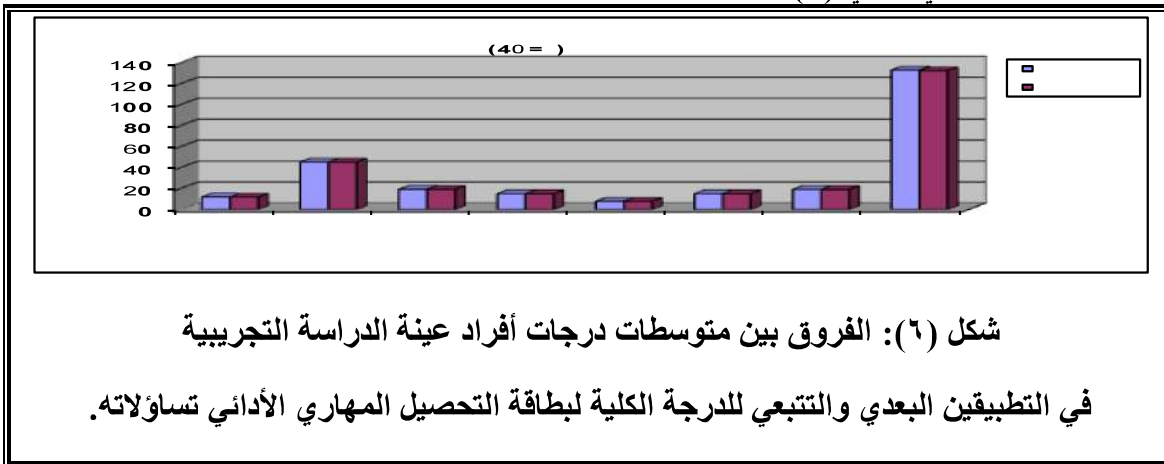 (40 = )
140
120
100
80
60
40
20
0
شكل (٦): الفروق بين متوسطات درجات أفراد عينة الدراسة التجريبية
في التطبيقين البعدي والتتبعي للدرجة الكلية لبطاقة التحصيل المهاري الأدائي تساؤلاته.